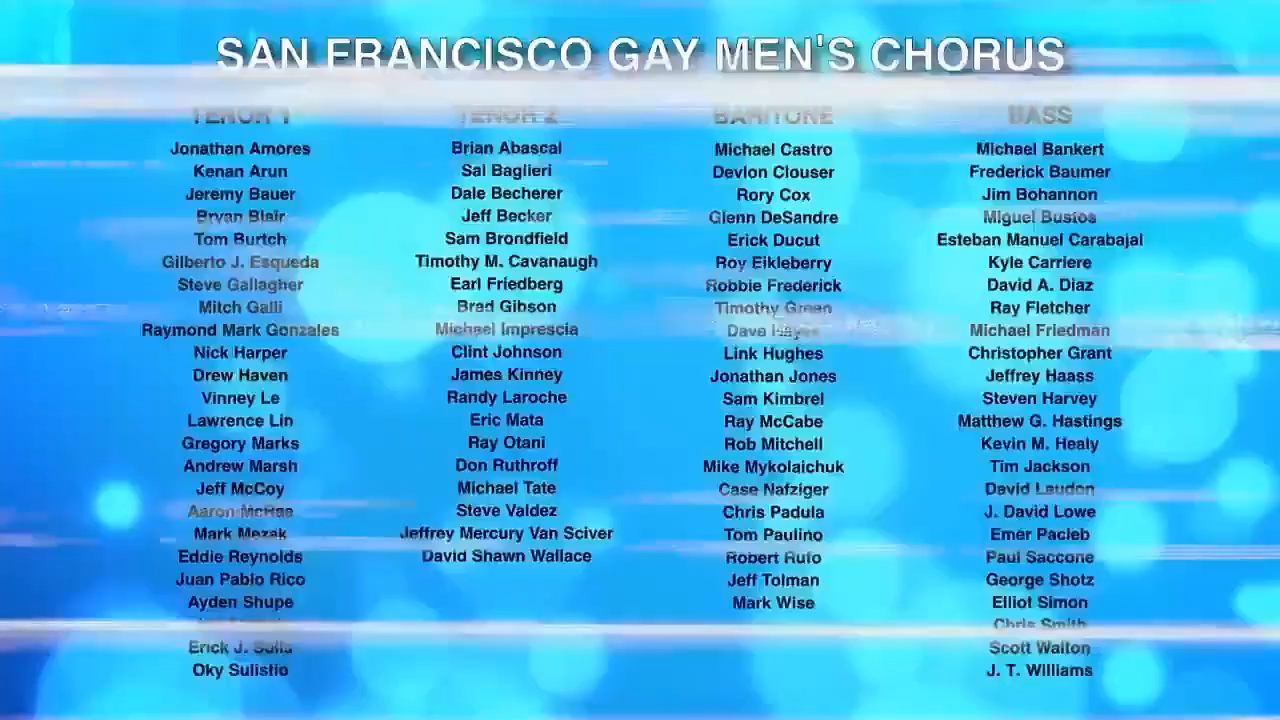 SAN FRANCISCO GAY MEN'S CHORUS
TENOR 1
Jonathan Amores
Kenan Arun
Jeremy Bauer
Bryan Blair
Tom Burtch
Gilberto J. Esqueda
Steve Gallagher
Mitch Galli
Raymond Mark Gonzales
Nick Harper
Drew Haven
Vinney Le
Lawrence Lin
Gregory Marks
Andrew Marsh
Jeff McCoy
Aaron McRae
Mark Mezak
Eddie Reynolds
Juan Pablo Rico
Ayden Shupe
Erick J.
Oky Sulistio
TENOR 2
Brian Abascal
Sal Baglieri
Dale Becherer
Jeff Becker
Sam Brondfield
Timothy M. Cavanaugh
Earl Friedberg
Brad Gibson
Michael Imprescia
Clint Johnson
James Kinney
Randy Laroche
Eric Mata
Ray Otani
Don Ruthroff
Michael Tate
Steve Valdez
Jeffrey Mercury Van Sciver
David Shawn Wallace
BARITONE
Michael Castro
Devlon Clouser
Rory Cox
Glenn DeSandre
Erick Ducut
Roy Eikleberry
Robbie Frederick
Timothy Green
Dave Hayes
Link Hughes
Jonathan Jones
Sam Kimbrel
Ray McCabe
Rob Mitchell
Mike Mykolaichuk
Case Nafziger
Chris Padula
Tom Paulino
Robert Rufo
Jeff Tolman
Mark Wise
BASS
Michael Bankert
Frederick Baumer
Jim Bohannon
Miguel Bustos
Esteban Manuel Carabajal
Kyle Carriere
David A. Diaz
Ray Fletcher
Michael Friedman
Christopher Grant
Jeffrey Haass
Steven Harvey
Matthew G. Hastings
Kevin M. Healy
Tim Jackson
David Laudon
J. David Lowe
Emer Pacleb
Paul Saccone
George Shotz
Elliot Simon
Chris Smith
Scott Walton
J. T. Williams